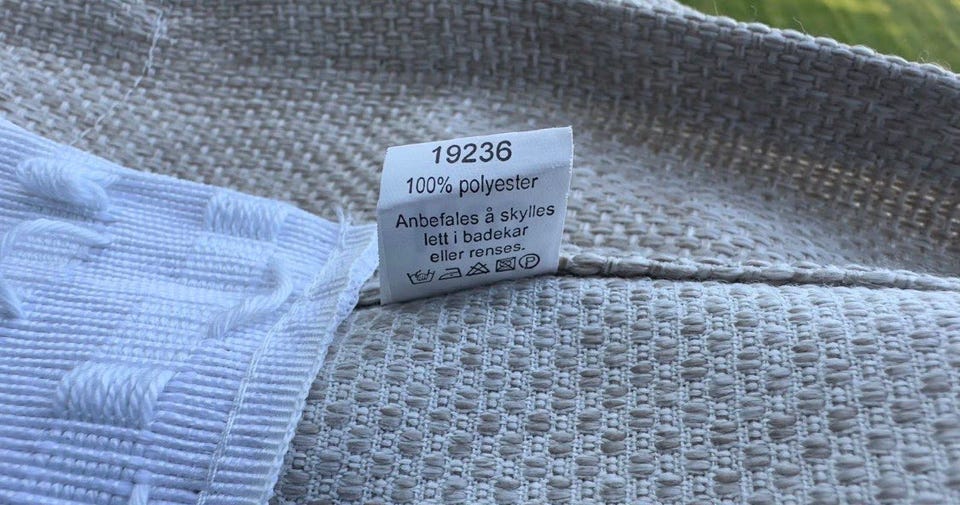 19236
100% polyester
Anbefales å skylles
lett i badekar
eller renses.
P